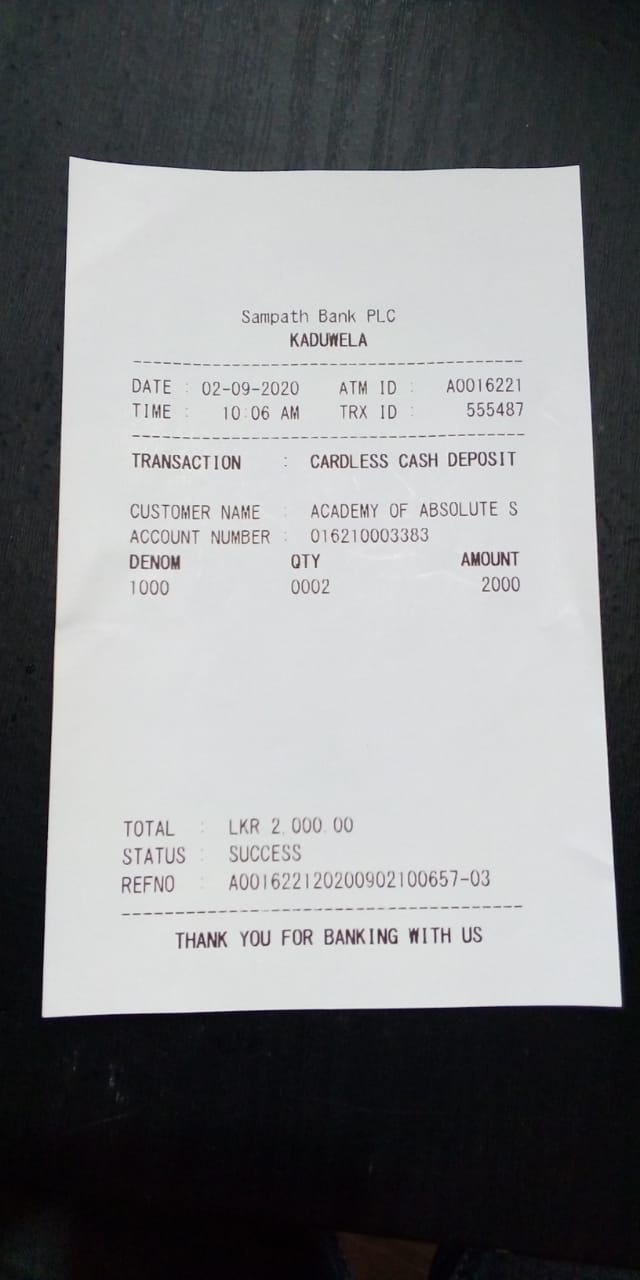 Sampath Bank PLC
KADUWELA
DATE : 02-09-2020 ATM ID : A0016221
TIME : 10:06 AM TRX ID : 555487
TRANSACTION : CARDLESS CASH DEPOSIT
CUSTOMER NAME : ACADEMY OF ABSOLUTE S
ACCOUNT NUMBER : 016210003383
DENOM QTY AMOUNT
1000 0002 2000
TOTAL : LKR 2,000.00
STATUS : SUCCESS
REFNO : A001622120200902100657-03
THANK YOU FOR BANKING WITH US